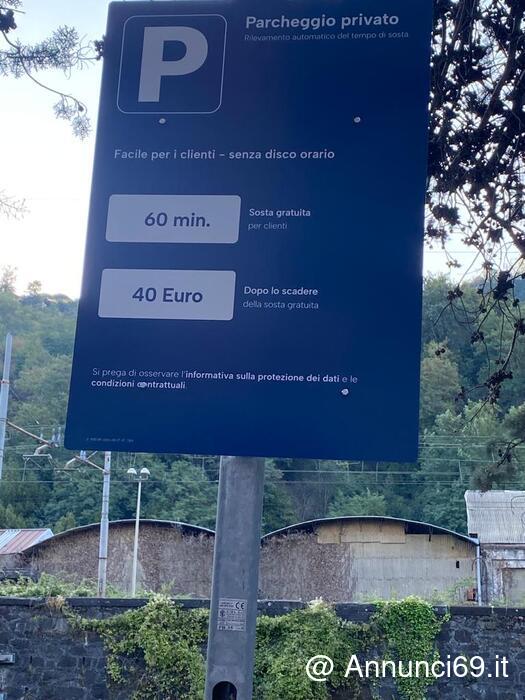 P
Parcheggio privato
Rilevamento automatico del tempo di sosta
Facile per i clienti - senza disco orario
60 min.
Sosta gratuita
per clienti
40 Euro
Dopo lo scadere
della sosta gratuita
Si prega di osservare l'informativa sulla protezione dei dati e le
condizioni contrattuali.
CE
@ Annunci69.it